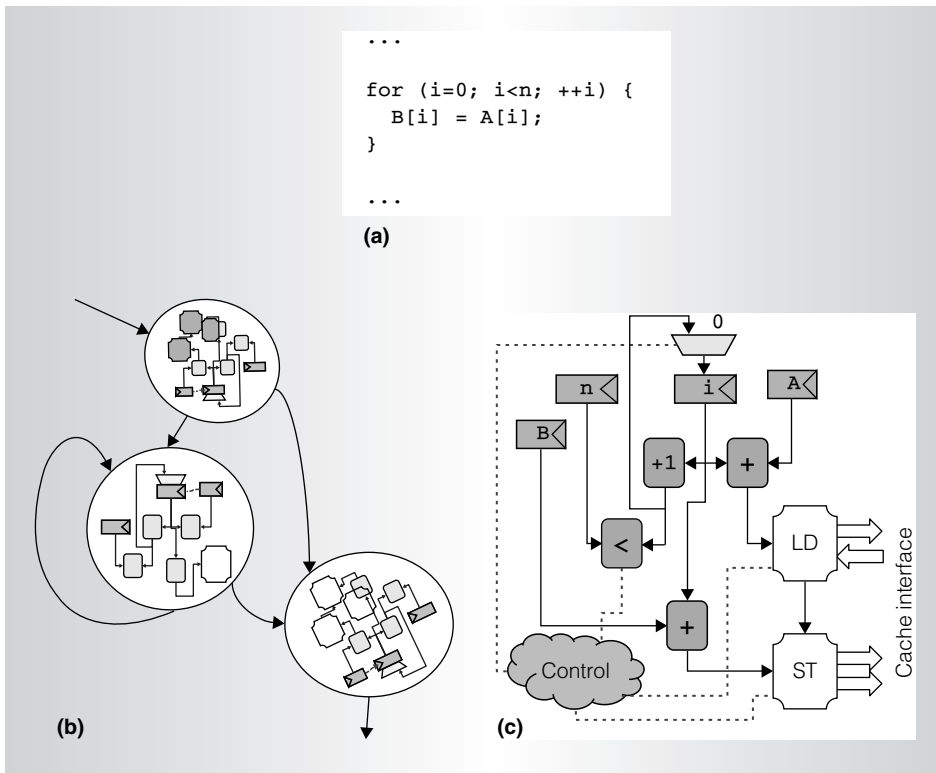 ...
for (i=0; i<n; ++i) {
B[i] = A[i];
}
...
(a)
0
n
i
A
B
+1
+
<
LD
+
Control
ST
Cache interface
(b)
(c)